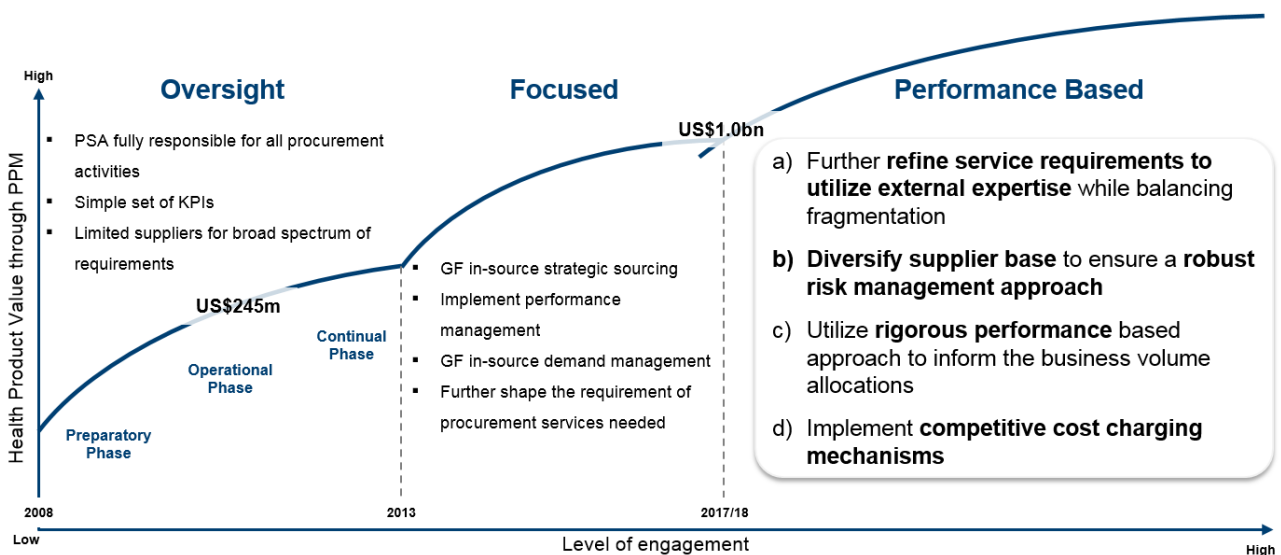 High
Health Product Value through PPM
Oversight
▪ PSA fully responsible for all procurement
activities
▪ Simple set of KPIs
▪ Limited suppliers for broad spectrum of
requirements
US$245m
Preparatory
Phase
Operational
Phase
Continual
Phase
Focused
US$1.0bn
▪ GF in-source strategic sourcing
▪ Implement performance
management
▪ GF in-source demand management
▪ Further shape the requirement of
procurement services needed
Performance Based
a) Further refine service requirements to
utilize external expertise while balancing
fragmentation
b) Diversify supplier base to ensure a robust
risk management approach
c) Utilize rigorous performance based
approach to inform the business volume
allocations
d) Implement competitive cost charging
mechanisms
2008
2013
2017/18
Low
Level of engagement
High